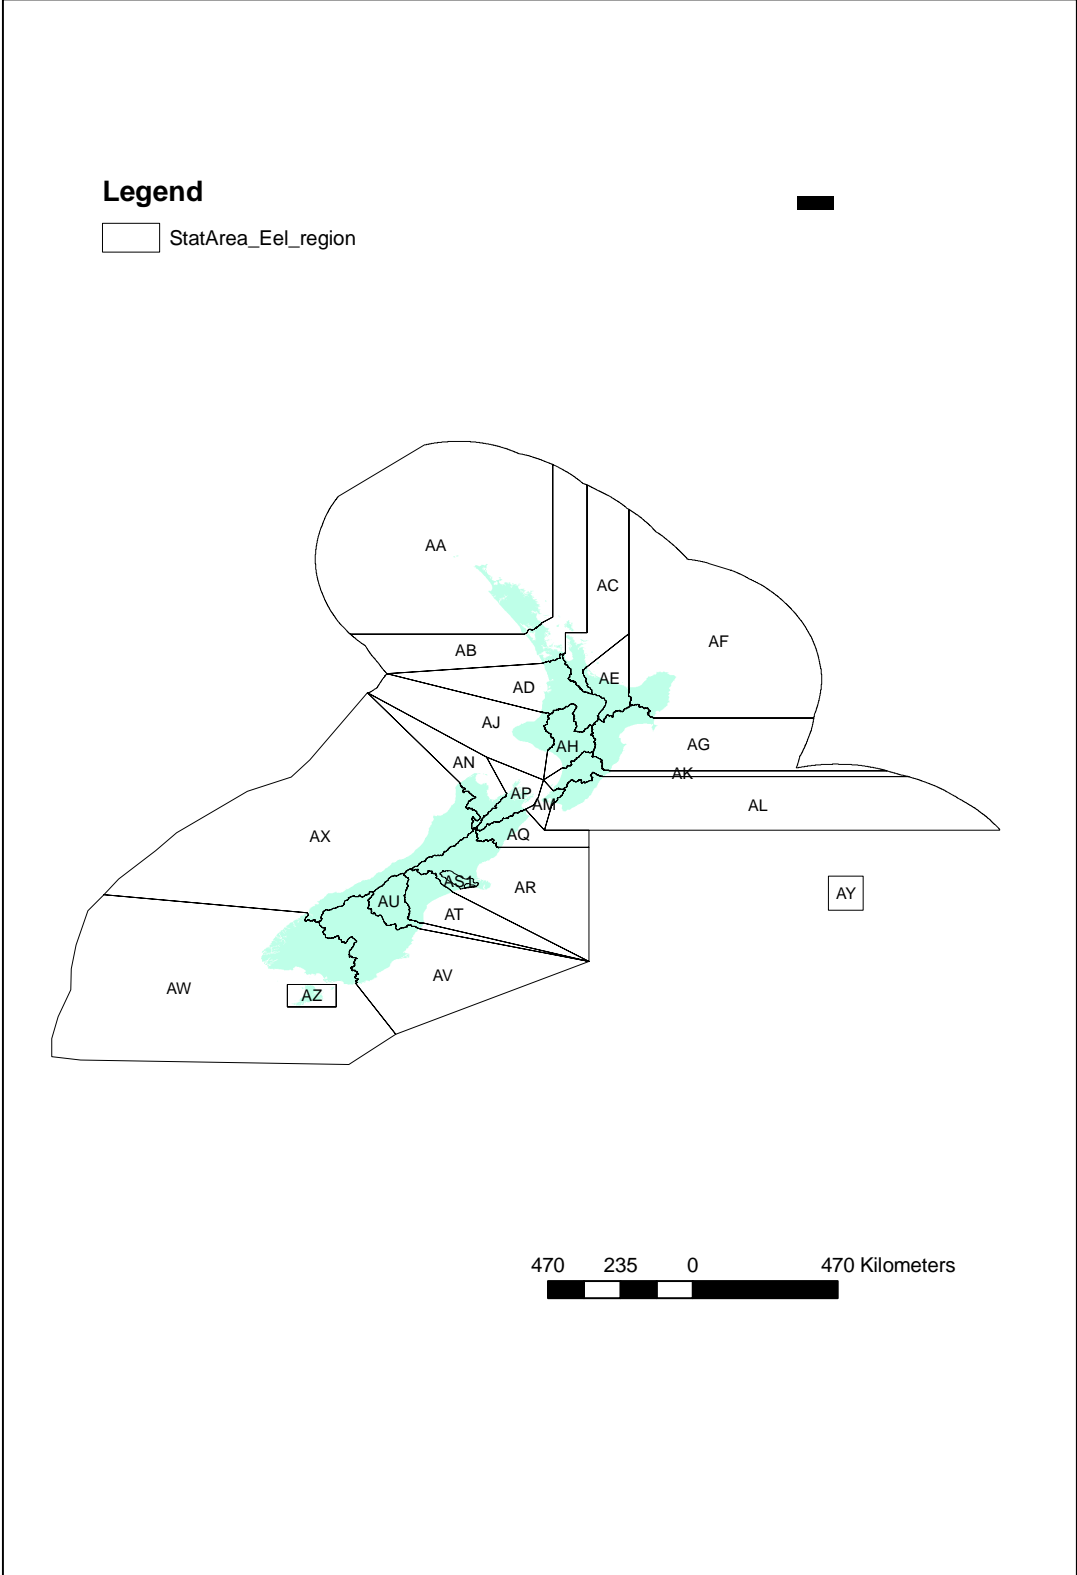 Legend
StatArea_Eel_region
AA
AC
AF
AB
AE
AD
AJ
AH
AG
AN
AK
AP
AM
AL
AQ
AX
AS1
AR
AY
AU
AT
AV
AW
AZ
470 235 0 470 Kilometers